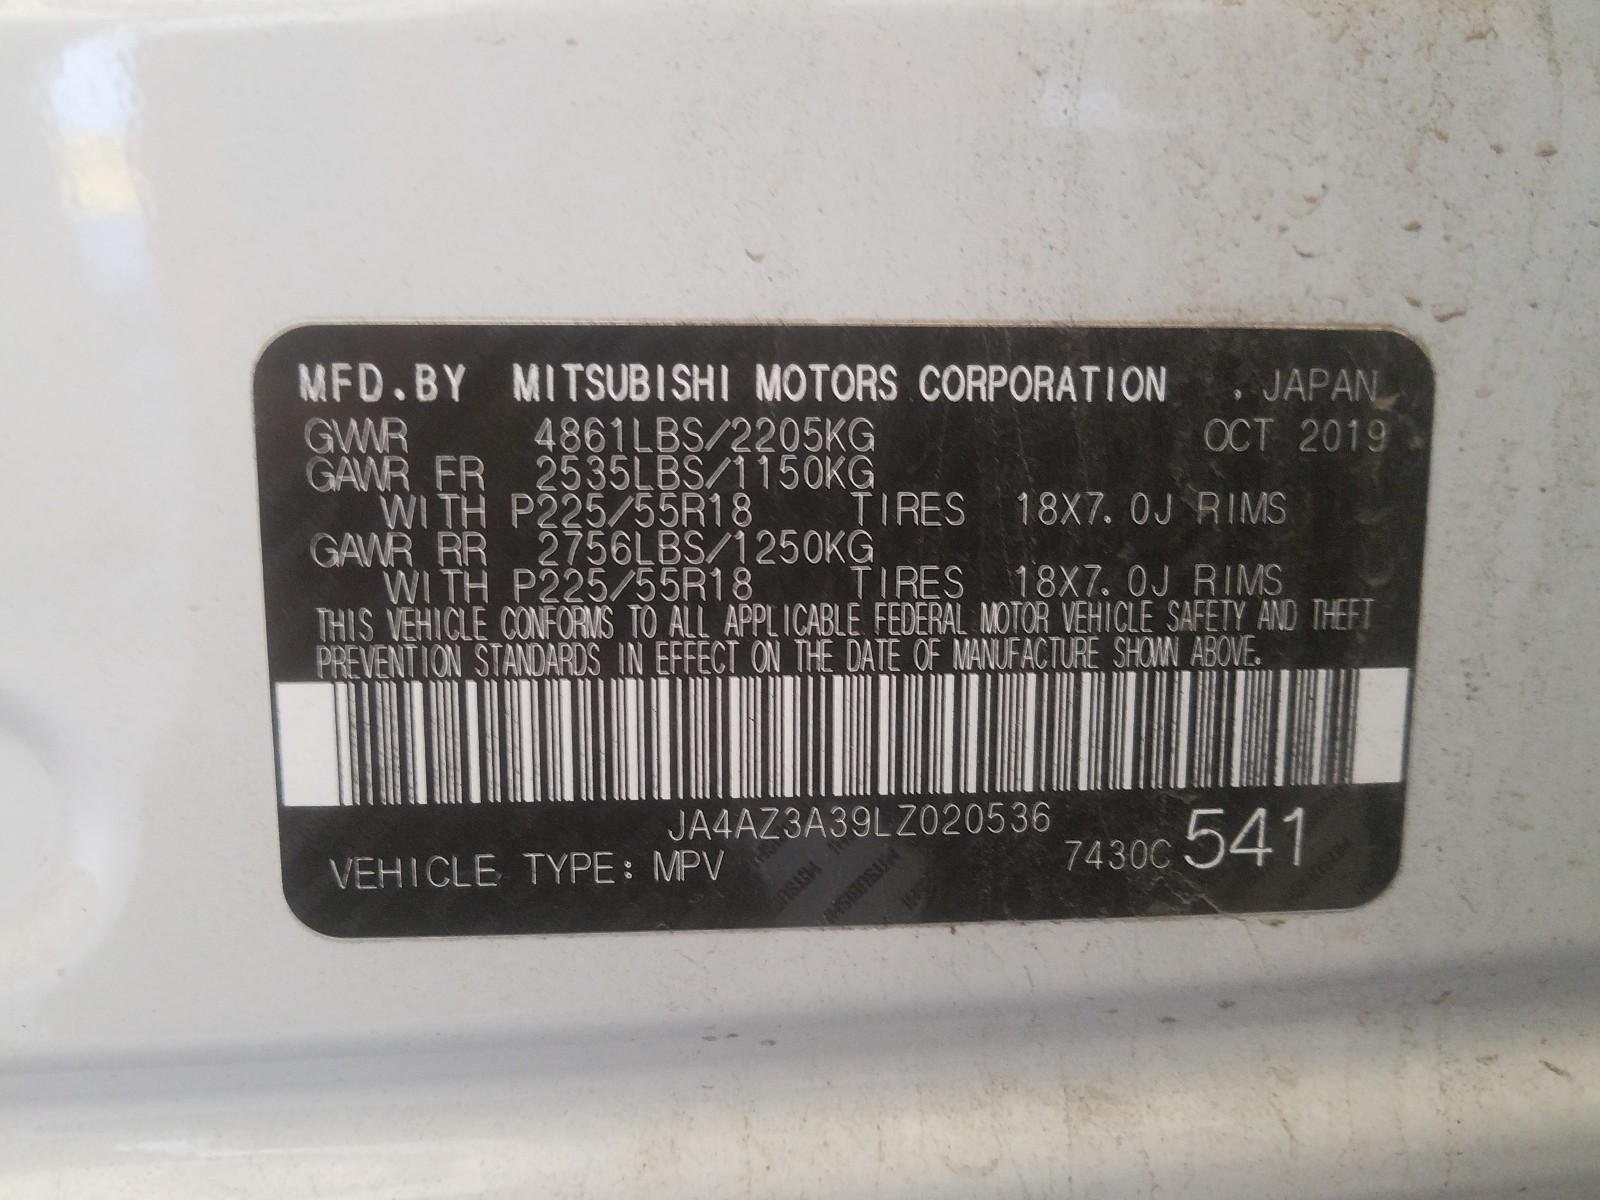 MFD.BY MITSUBISHI MOTORS CORPORATION . JAPAN
GVWR 4861LBS/2205KG OCT 2019
GAWR FR 2535LBS/1150KG
WITH P225/55R18 TIRES 18X7.0J RIMS
GAWR RR 2756LBS/1250KG
WITH P225/55R18 TIRES 18X7.0J RIMS
THIS VEHICLE CONFORMS TO ALL APPLICABLE FEDERAL MOTOR VEHICLE SAFETY AND THEFT
PREVENTION STANDARDS IN EFFECT ON THE DATE OF MANUFACTURE SHOWN ABOVE.
JA4AZ3A39LZ020536
VEHICLE TYPE: MPV 7430C 541